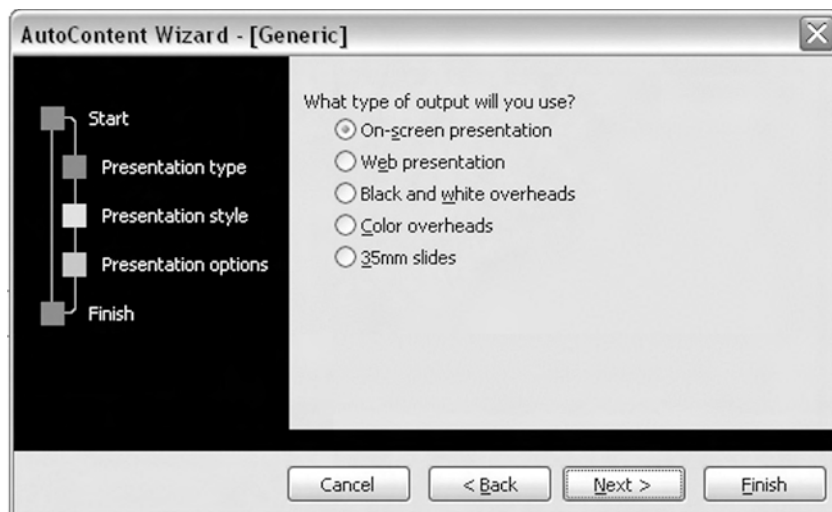 AutoContent Wizard - [Generic]
Start
Presentation type
Presentation style
Presentation options
Finish
What type of output will you use?
On-screen presentation
Web presentation
Black and white overheads
Color overheads
35mm slides
Cancel
< Back
Next >
Finish